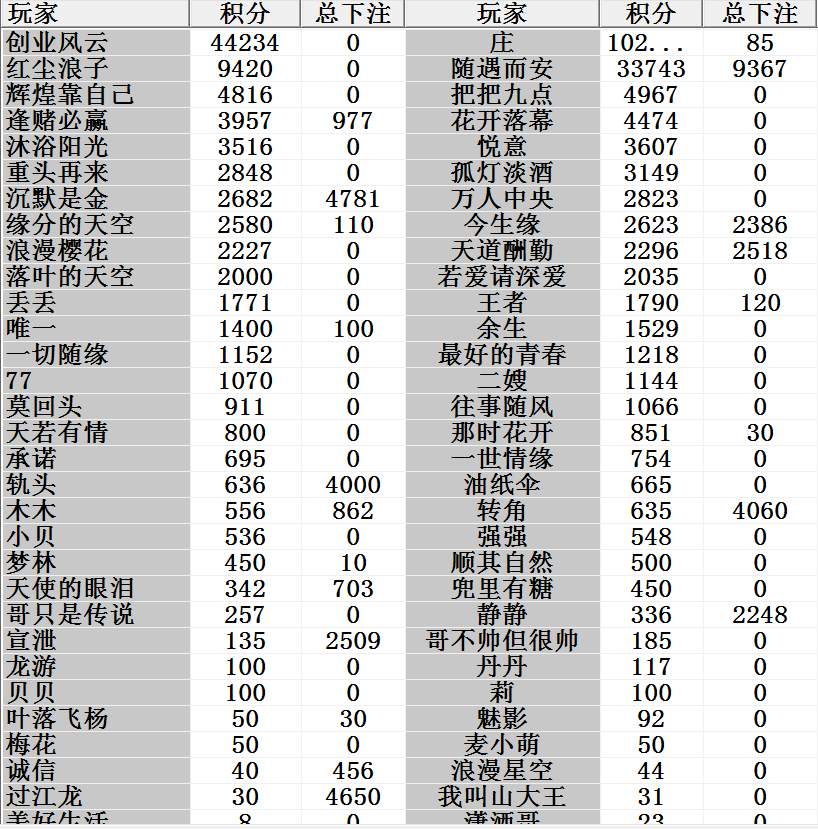 玩家 积分 总下注 玩家 积分 总下注
创业风云 44234 0 庄 102... 85
红尘浪子 9420 0 随遇而安 33743 9367
辉煌靠自己 4816 0 把把九点 4967 0
逢赌必赢 3957 977 花开落幕 4474 0
沐浴阳光 3516 0 悦意 3607 0
重头再来 2848 0 孤灯淡酒 3149 0
沉默是金 2682 4781 万人中央 2823 0
缘分的天空 2580 110 今生缘 2623 2386
浪漫樱花 2227 0 天道酬勤 2296 2518
落叶的天空 2000 0 若爱请深爱 2035 0
丢丢 1771 0 王者 1790 120
唯一 1400 100 余生 1529 0
一切随缘 1152 0 最好的青春 1218 0
77 1070 0 二嫂 1144 0
莫回头 911 0 往事随风 1066 0
天若有情 800 0 那时花开 851 30
承诺 695 0 一世情缘 754 0
轨头 636 4000 油纸伞 665 0
木木 556 862 转角 635 4060
小贝 536 0 强强 548 0
梦林 450 10 顺其自然 500 0
天使的眼泪 342 703 兜里有糖 450 0
哥只是传说 257 0 静静 336 2248
宣泄 135 2509 哥不帅但很帅 185 0
龙游 100 0 丹丹 117 0
贝贝 100 0 莉 100 0
叶落飞杨 50 30 魅影 92 0
梅花 50 0 麦小萌 50 0
诚信 40 456 浪漫星空 44 0
过江龙 30 4650 我叫山大王 31 0
美好生活 8 0 潇洒哥 23 0